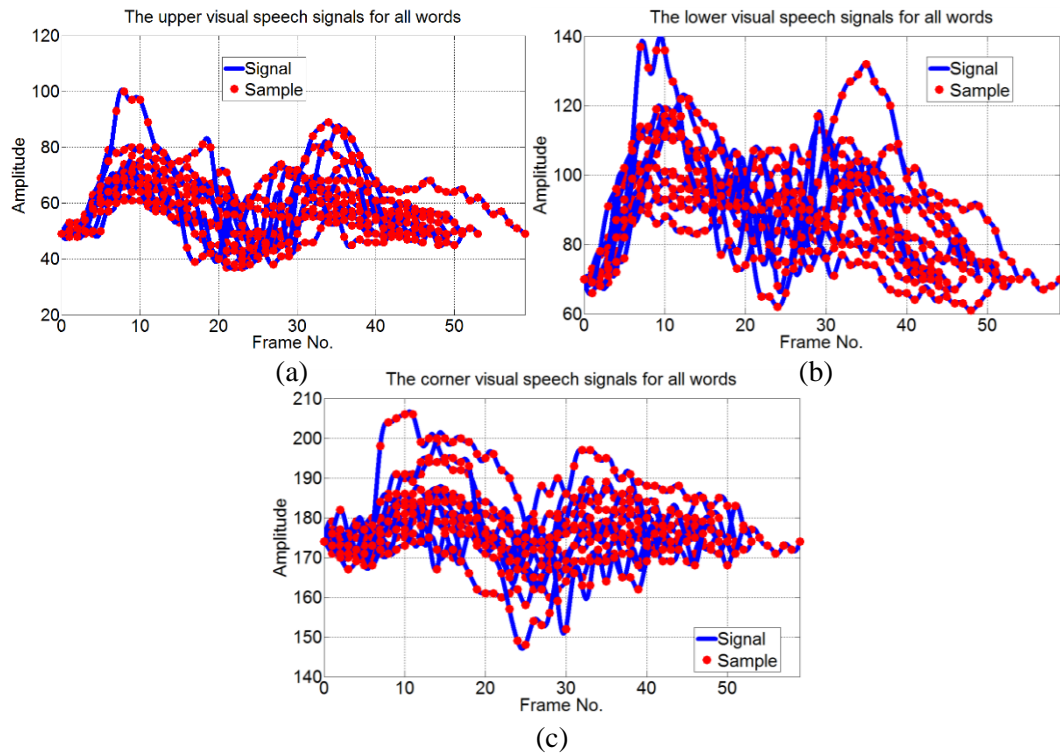 The upper visual speech signals for all words
120
100
80
60
40
20
Amplitude
Signal
Sample
0 10 20 30 40 50
Frame No.
(a)
The lower visual speech signals for all words
140
120
100
80
60
Amplitude
Signal
Sample
0 10 20 30 40 50
Frame No.
(b)
The corner visual speech signals for all words
210
200
190
180
170
160
150
140
Amplitude
Signal
Sample
0 10 20 30 40 50
Frame No.
(c)